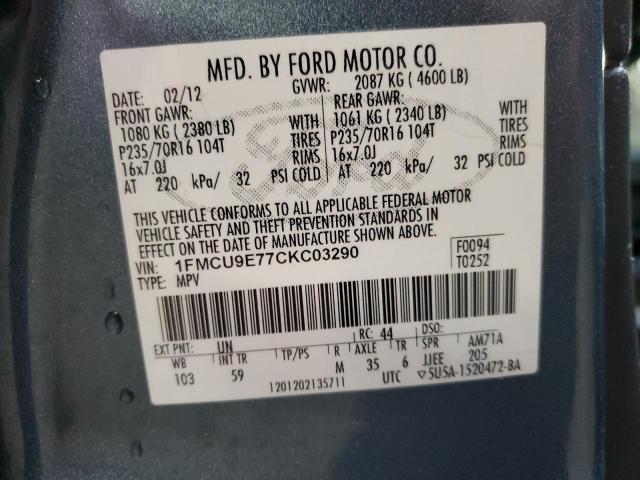 MFD. BY FORD MOTOR CO.
DATE: 02/12 GVWR: 2087 KG ( 4600 LB)
FRONT GAWR: REAR GAWR:
1080 KG ( 2380 LB) WITH 1061 KG ( 2340 LB) WITH
P235/70R16 104T TIRES P235/70R16 104T TIRES
16x7.0J RIMS 16x7.0J RIMS
AT 220 kPa/ 32 PSI COLD AT 220 kPa/ 32 PSI COLD
Ford
THIS VEHICLE CONFORMS TO ALL APPLICABLE FEDERAL MOTOR
VEHICLE SAFETY AND THEFT PREVENTION STANDARDS IN
EFFECT ON THE DATE OF MANUFACTURE SHOWN ABOVE.
VIN: 1FMCU9E77CKC03290 F0094
TYPE: MPV T0252
EXT PNT: UN RC: 44 DSO:
WB INT TR TP/PS R AXLE TR SPR AM71A
103 59 M 35 6 JJEE 205
1201202135711 UTC ▽5U5A-1520472-BA